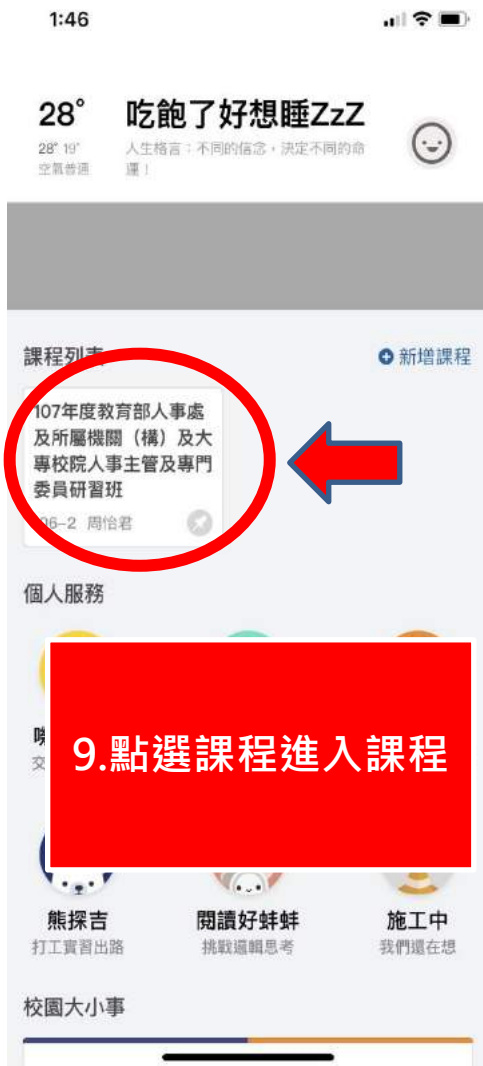 1:46
28°
吃飽了好想睡ZzZ
28° 19°
人生格言：不同的信念，決定不同的命
空氣普通
運！
課程列表
新增課程
107年度教育部人事處
及所屬機關（構）及大
專校院人事主管及專門
委員研習班
06-2 周怡君
個人服務
9.點選課程進入課程
熊探吉
閱讀好蚌蚌
施工中
打工實習出路
挑戰邏輯思考
我們還在想
校園大小事